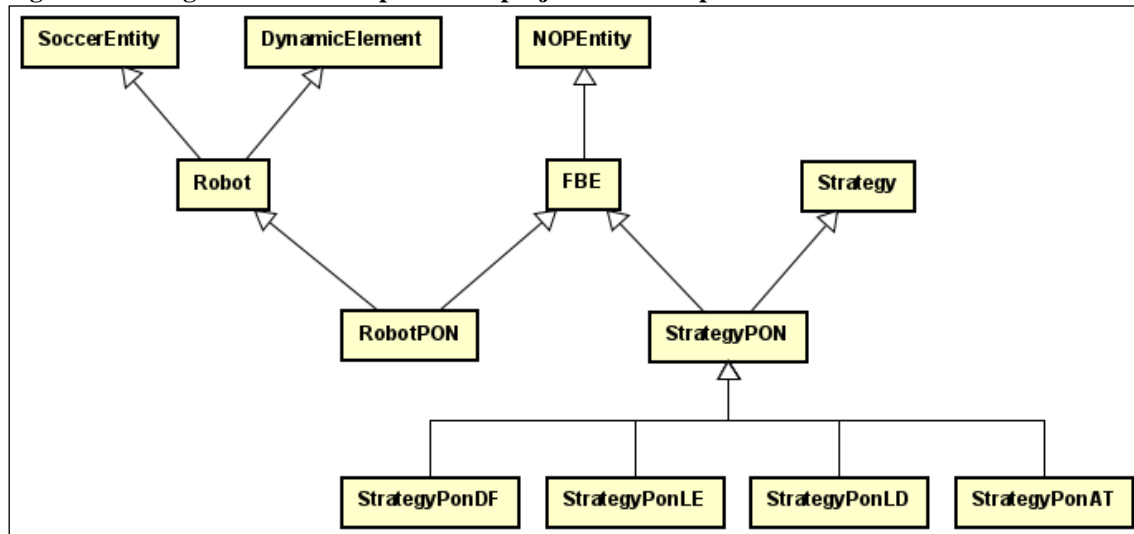 SoccerEntity
DynamicElement
NOPEntity
Robot
FBE
Strategy
RobotPON
StrategyPON
StrategyPonDF
StrategyPonLE
StrategyPonLD
StrategyPonAT